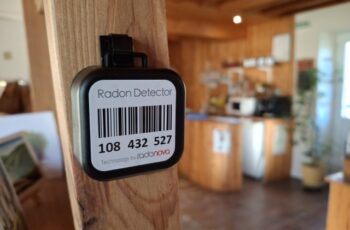 Radon Detector
108 432 527
Technology by radonova